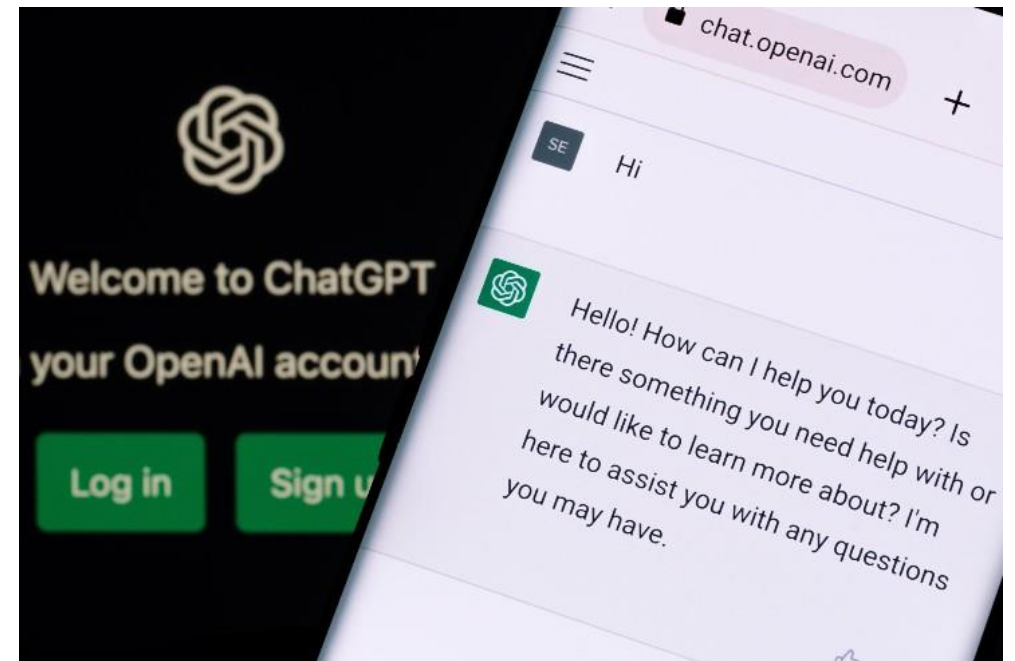 Welcome to ChatGPT
your OpenAI account
Log in
Sign u
chat.openai.com
SE
Hi
Hello! How can I help you today? Is
there something you need help with or
would like to learn more about? I'm
here to assist you with any questions
you may have.